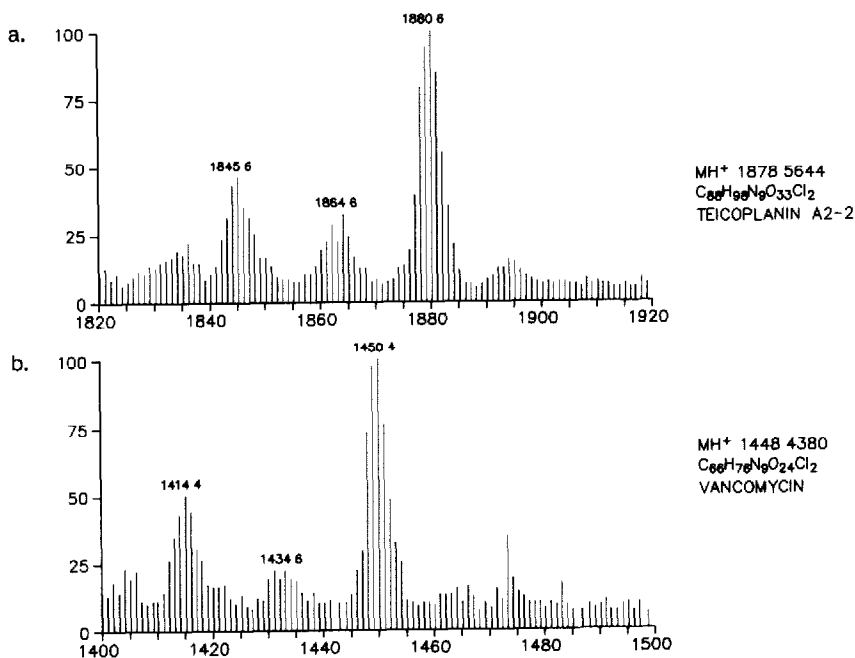 a.
1880 6
100
75
1845 6
50
1864 6
25
0
1820 1840 1860 1880 1900 1920
MH+ 1878 5644
C88H98N9O33Cl2
TEICOPLANIN A2-2
b.
1450 4
100
75
1414 4
50
1434 6
25
0
1400 1420 1440 1460 1480 1500
MH+ 1448 4380
C66H76N9O24Cl2
VANCOMYCIN